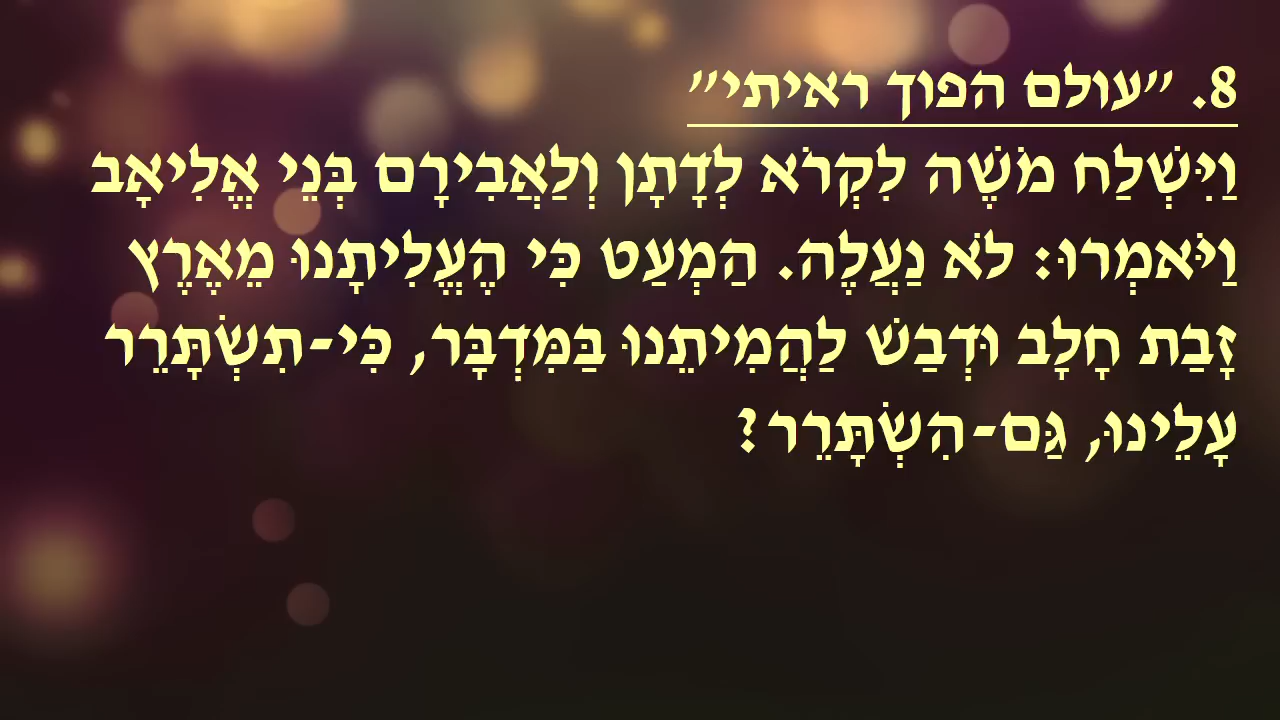 8. "עולם הפוך ראיתי"
וַיִּשְׁלַח מֹשֶׁה לִקְרֹא לְדָתָן וְלַאֲבִירָם בְּנֵי אֱלִיאָב
וַיֹּאמְרוּ: לֹא נַעֲלֶה. הַמְעַט כִּי הֶעֱלִיתָנוּ מֵאֶרֶץ
זָבַת חָלָב וּדְבַשׁ לַהֲמִיתֵנוּ בַּמִּדְבָּר, כִּי-תִשְׂתָּרֵר
עָלֵינוּ, גַּם-הִשְׂתָּרֵר?